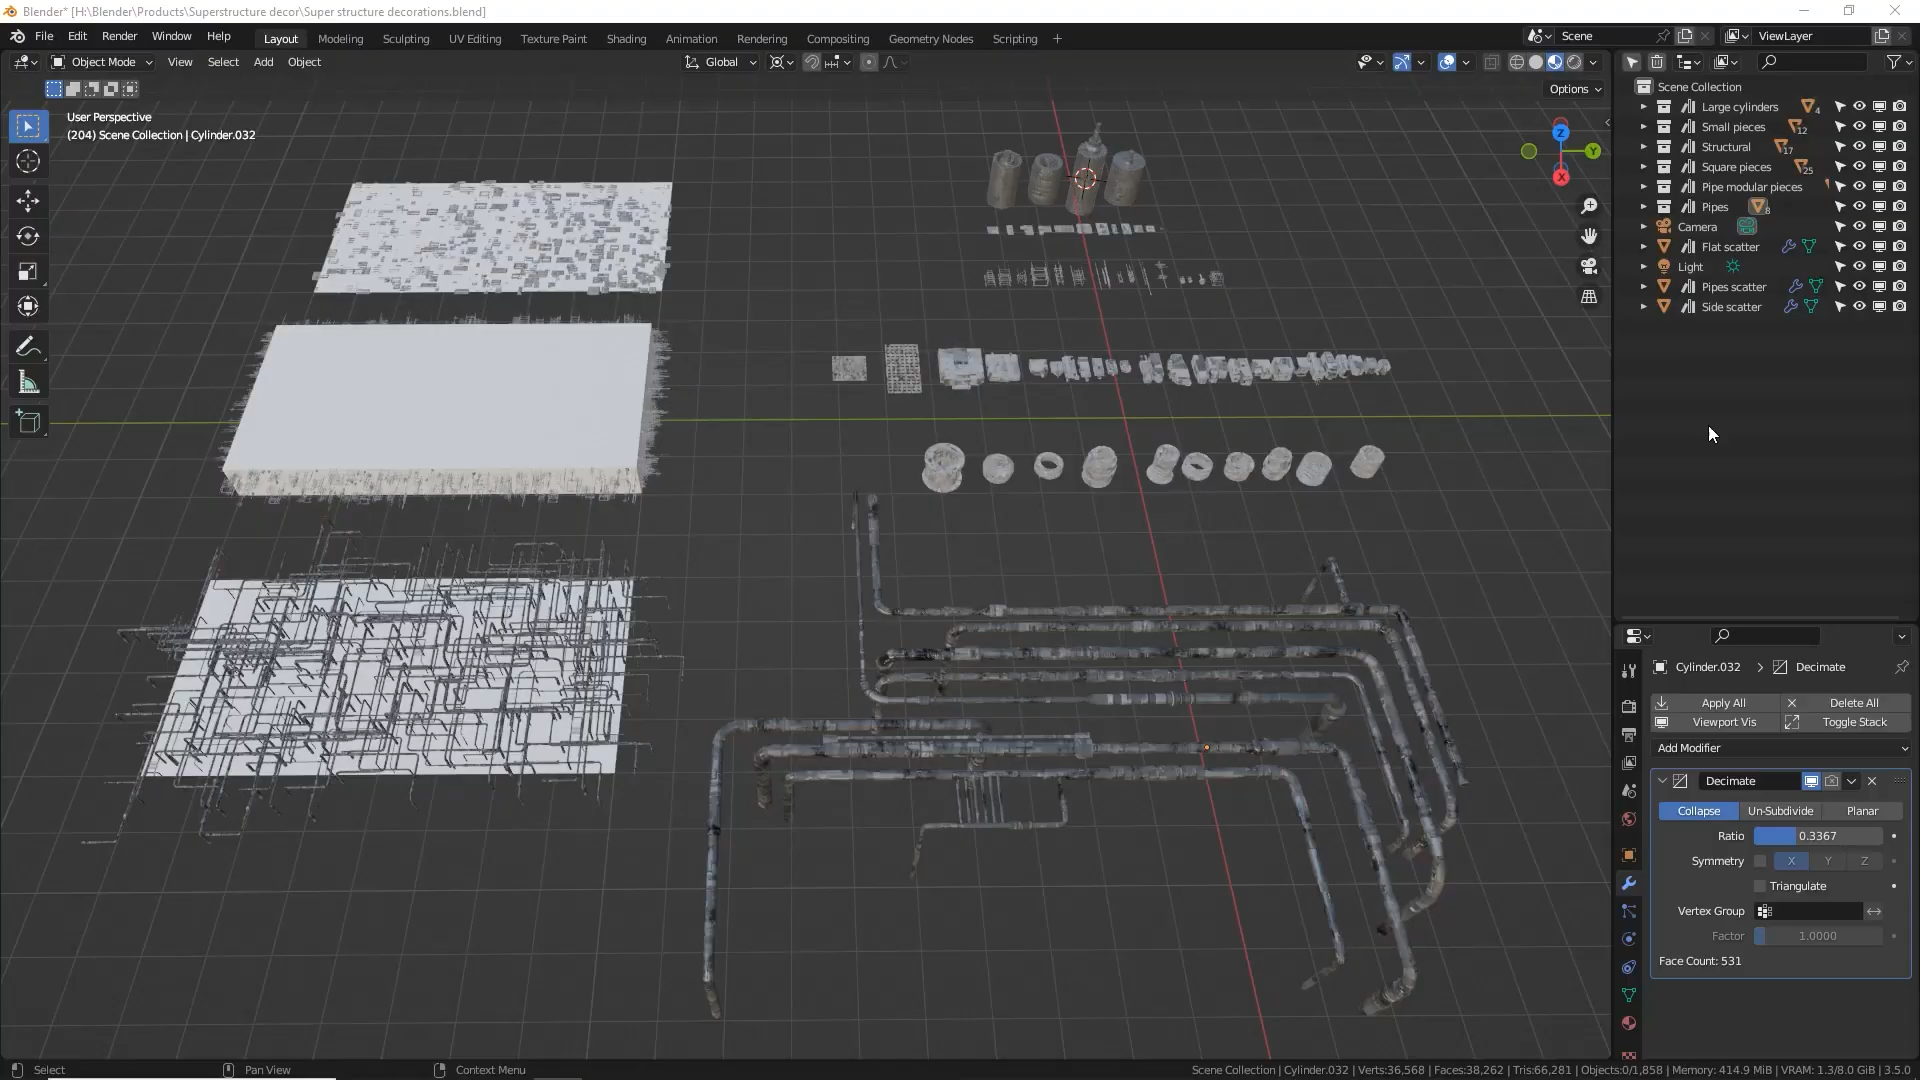 Blender* [H:\Blender\Products\Superstructure decor\Super structure decorations.blend]
File Edit Render Window Help
Layout Modeling Sculpting UV Editing Texture Paint Shading Animation Rendering Compositing Geometry Nodes Scripting +
Scene
ViewLayer
Object Mode View Select Add Object
Global
Options
User Perspective
(204) Scene Collection | Cylinder.032
Z
Y
X
Scene Collection
Large cylinders 4
Small pieces 12
Structural 17
Square pieces 25
Pipe modular pieces
Pipes 8
Camera
Flat scatter
Light
Pipes scatter
Side scatter
Cylinder.032 > Decimate
Apply All Delete All
Viewport Vis Toggle Stack
Add Modifier
Decimate
Collapse Un-Subdivide Planar
Ratio 0.3367
Symmetry X Y Z
Triangulate
Vertex Group
Factor 1.0000
Face Count: 531
Select Pan View Context Menu
Scene Collection | Cylinder.032 | Verts:36,568 | Faces:38,262 | Tris:66,281 | Objects:0/1,858 | Memory: 414.9 MiB | VRAM: 1.3/8.0 GiB | 3.5.0